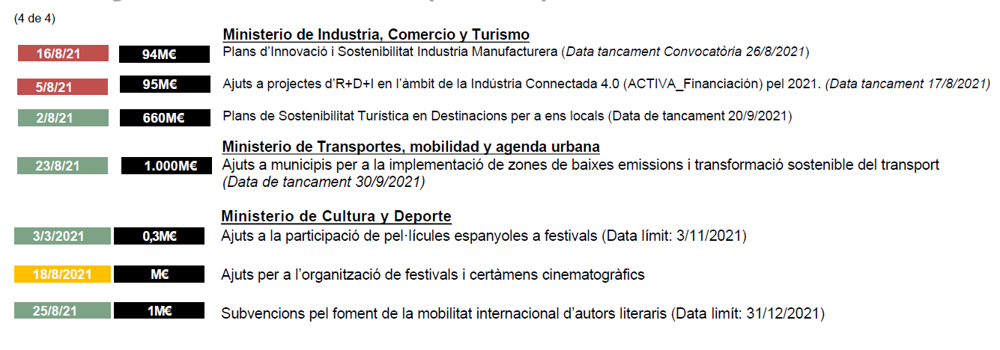 (4 de 4)
Ministerio de Industria, Comercio y Turismo
16/8/21 94M€ Plans d'Innovació i Sostenibilitat Industria Manufacturera (Data tancament Convocatòria 26/8/2021)
5/8/21 95M€ Ajuts a projectes d'R+D+I en l'àmbit de la Indústria Connectada 4.0 (ACTIVA_Financiación) pel 2021. (Data tancament 17/8/2021)
2/8/21 660M€ Plans de Sostenibilitat Turística en Destinacions per a ens locals (Data de tancament 20/9/2021)
Ministerio de Transportes, mobilidad y agenda urbana
23/8/21 1.000M€ Ajuts a municipis per a la implementació de zones de baixes emissions i transformació sostenible del transport
(Data de tancament 30/9/2021)
Ministerio de Cultura y Deporte
3/3/2021 0,3M€ Ajuts a la participació de pel·lícules espanyoles a festivals (Data límit: 3/11/2021)
18/8/2021 M€ Ajuts per a l'organització de festivals i certàmens cinematogràfics
25/8/21 1M€ Subvencions pel foment de la mobilitat internacional d'autors literaris (Data limít: 31/12/2021)